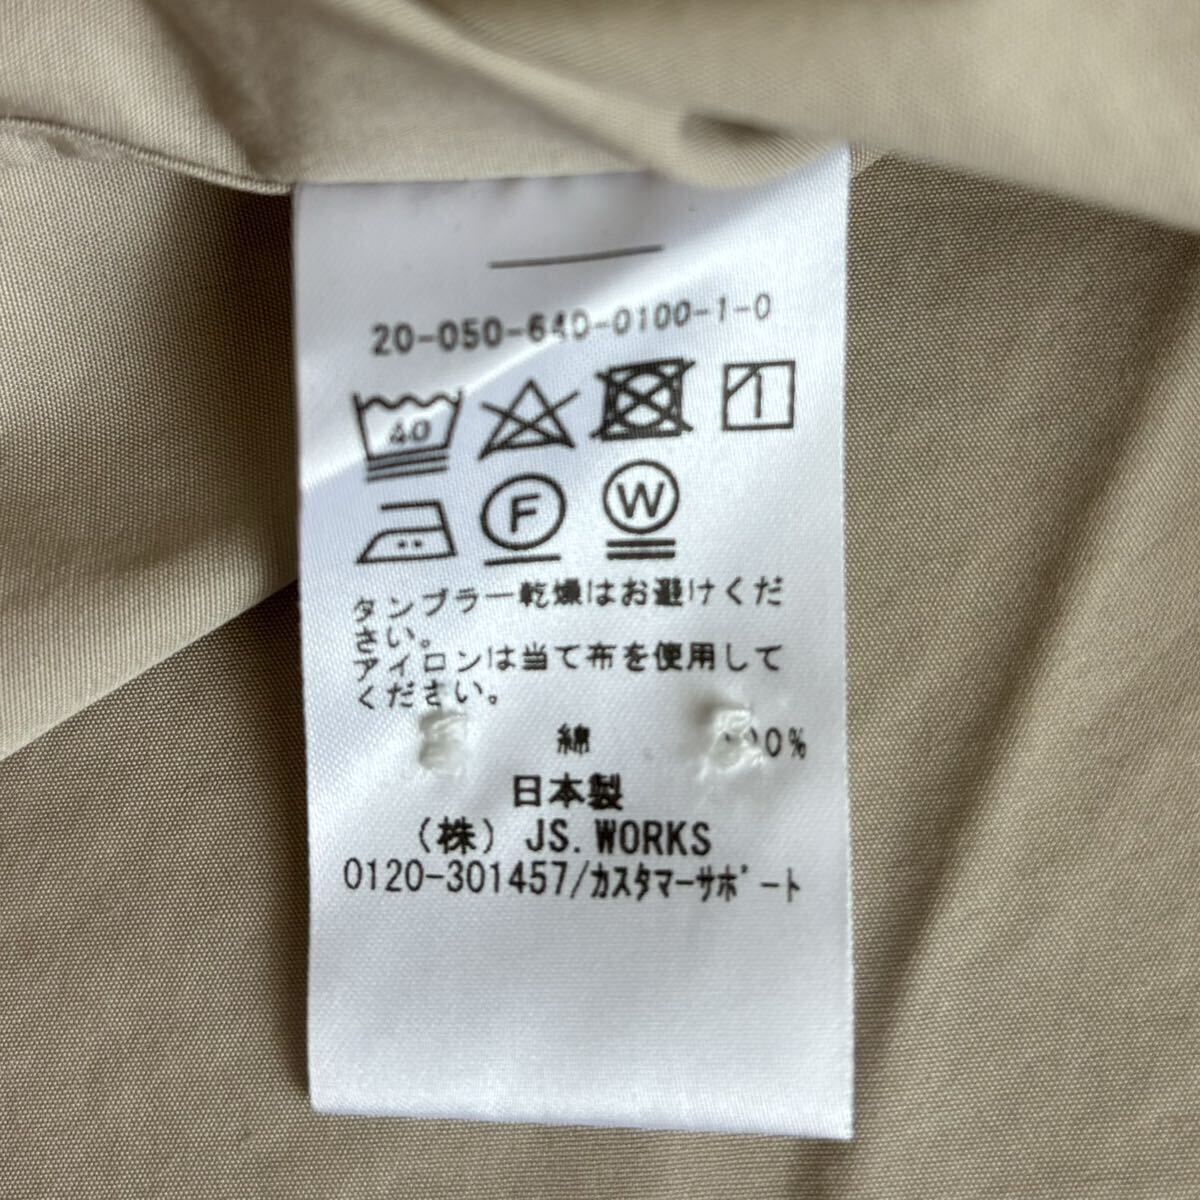 20-050-640-0100-1-0
40
F W
タンブラー乾燥はお避けくだ
さい。
アイロンは当て布を使用して
ください。
綿
日本製
(株) JS.WORKS
0120-301457/カスタマーサポート